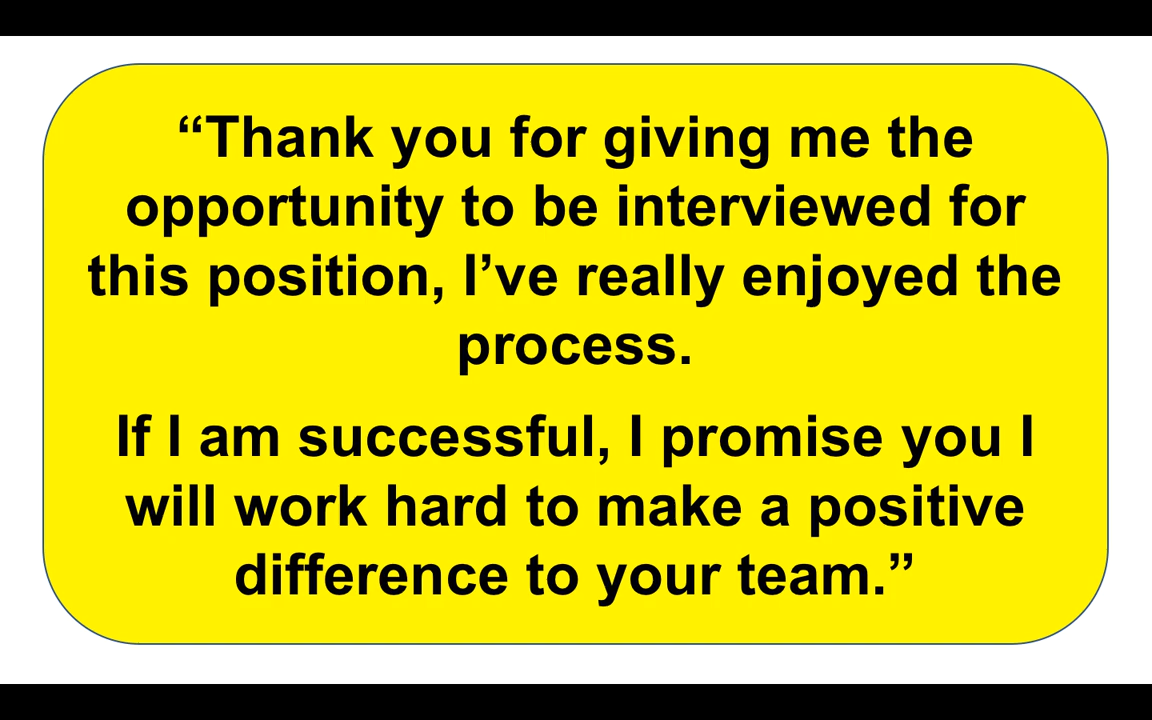 “Thank you for giving me the
opportunity to be interviewed for
this position, I’ve really enjoyed the
process.
If I am successful, I promise you I
will work hard to make a positive
difference to your team.”